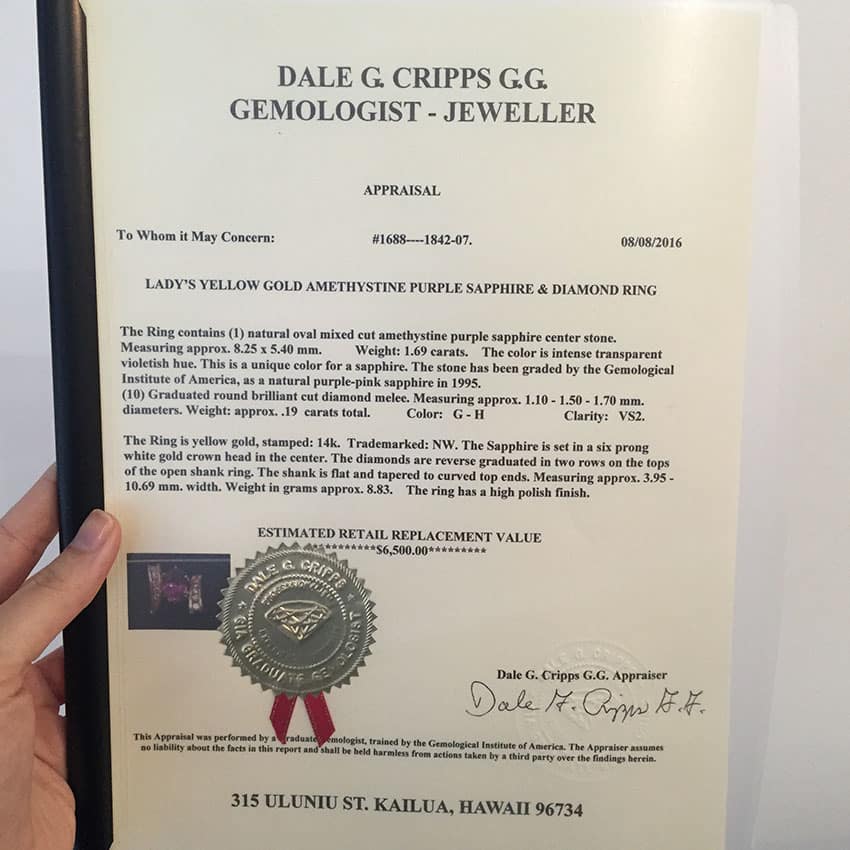 DALE G. CRIPPS G.G.
GEMOLOGIST - JEWELLER
APPRAISAL
To Whom it May Concern: #1688----1842-07. 08/08/2016
LADY'S YELLOW GOLD AMETHYSTINE PURPLE SAPPHIRE & DIAMOND RING
The Ring contains (1) natural oval mixed cut amethystine purple sapphire center stone.
Measuring approx. 8.25 x 5.40 mm. Weight: 1.69 carats. The color is intense transparent
violetish hue. This is a unique color for a sapphire. The stone has been graded by the Gemological
Institute of America, as a natural purple-pink sapphire in 1995.
(10) Graduated round brilliant cut diamond melee. Measuring approx. 1.10 - 1.50 - 1.70 mm.
diameters. Weight: approx. .19 carats total. Color: G - H Clarity: VS2.
The Ring is yellow gold, stamped: 14k. Trademarked: NW. The Sapphire is set in a six prong
white gold crown head in the center. The diamonds are reverse graduated in two rows on the tops
of the open shank ring. The shank is flat and tapered to curved top ends. Measuring approx. 3.95 -
10.69 mm. width. Weight in grams approx. 8.83. The ring has a high polish finish.
ESTIMATED RETAIL REPLACEMENT VALUE
***********$6,500.00*********
DALE G. CRIPPS
GIA GRADUATE GEMOLOGIST
Dale G. Cripps G.G. Appraiser
Dale G. Cripps G.G.
This Appraisal was performed by a graduate gemologist, trained by the Gemological Institute of America. The Appraiser assumes
no liability about the facts in this report and shall be held harmless from actions taken by a third party over the findings herein.
315 ULUNIU ST. KAILUA, HAWAII 96734